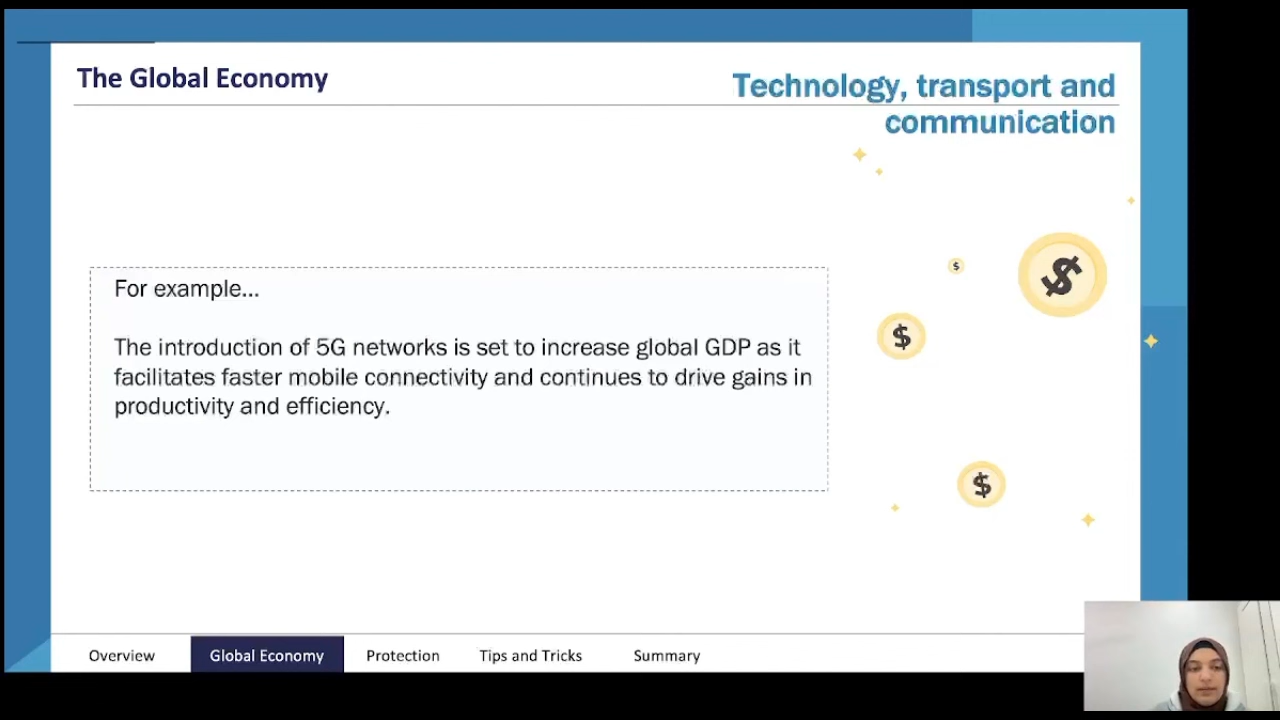 The Global Economy
Technology, transport and
communication
For example...
The introduction of 5G networks is set to increase global GDP as it
facilitates faster mobile connectivity and continues to drive gains in
productivity and efficiency.
$
$
$
$
Overview
Global Economy
Protection
Tips and Tricks
Summary